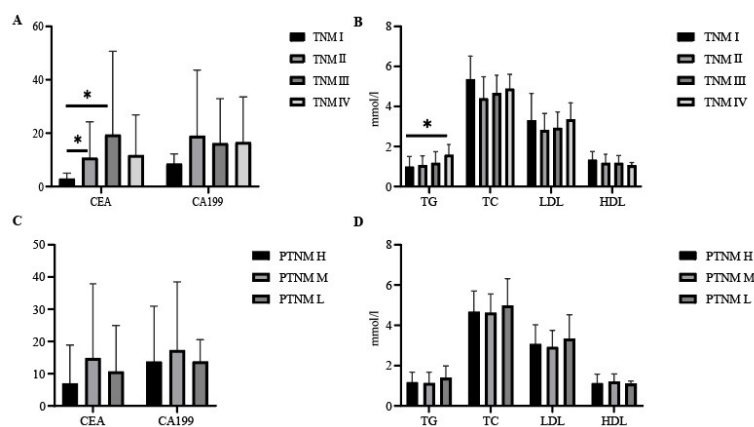 A
60
40
20
0
*
*
CEA
CA199
TNM I
TNM II
TNM III
TNM IV
B
mmol/l
8
6
4
2
0
*
TG
TC
LDL
HDL
TNM I
TNM II
TNM III
TNM IV
C
50
40
30
20
10
0
CEA
CA199
PTNM H
PTNM M
PTNM L
D
mmol/l
8
6
4
2
0
TG
TC
LDL
HDL
PTNM H
PTNM M
PTNM L